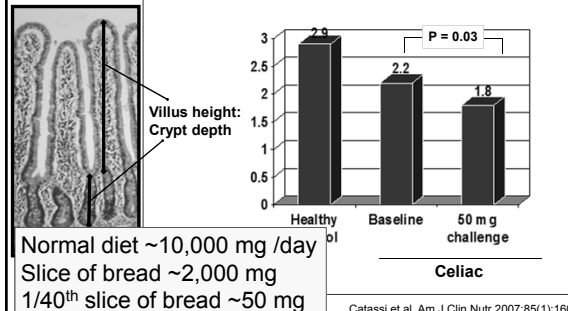 3
2.5
2
1.5
1
0.5
0
2.9
2.2
1.8
P = 0.03
Villus height:
Crypt depth
Healthy
Baseline
50 mg
challenge
Celiac
Normal diet ~10,000 mg /day
Slice of bread ~2,000 mg
1/40th slice of bread ~50 mg
Catassi et al. Am J Clin Nutr 2007;85(1):